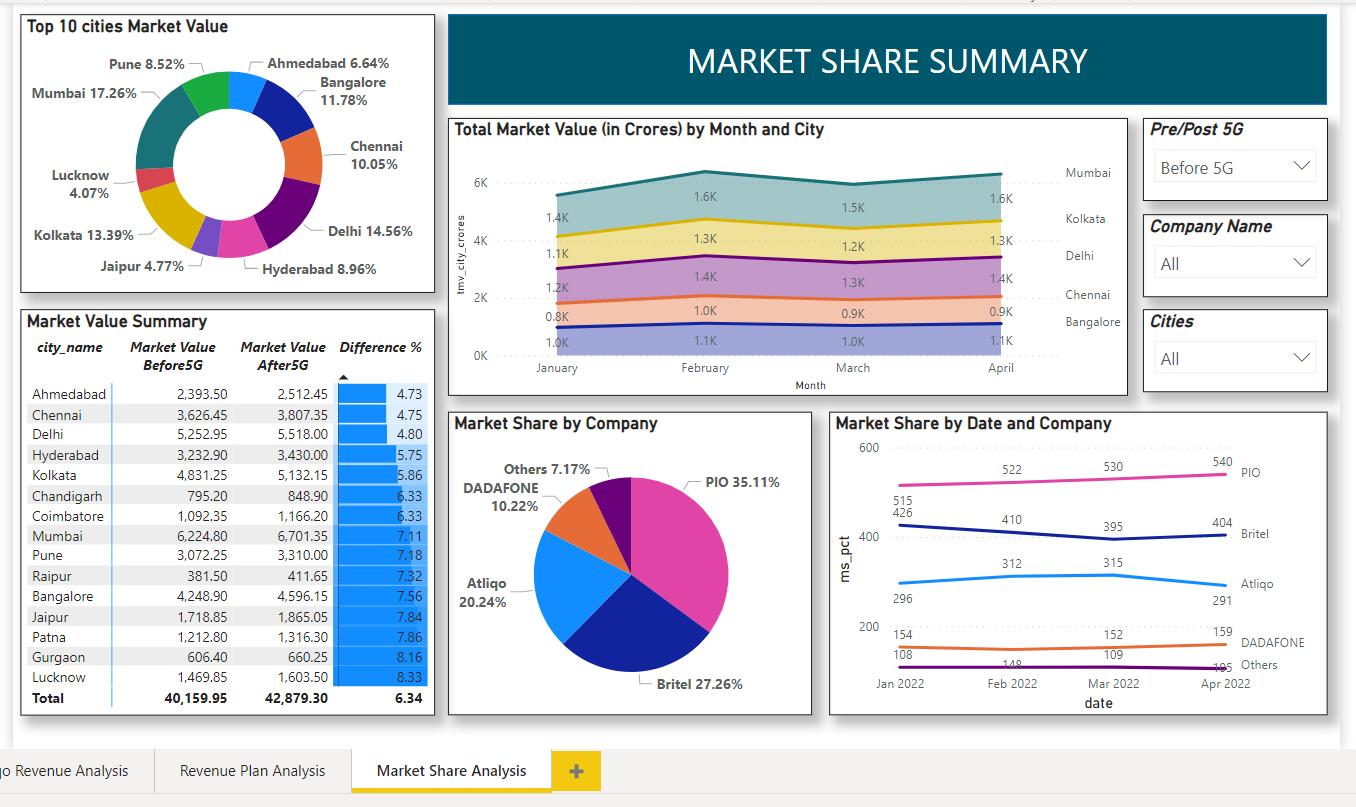 Top 10 cities Market Value
Pune 8.52%
Ahmedabad 6.64%
Mumbai 17.26%
Bangalore
11.78%
Chennai
10.05%
Lucknow
4.07%
Kolkata 13.39%
Delhi 14.56%
Jaipur 4.77%
Hyderabad 8.96%
MARKET SHARE SUMMARY
Total Market Value (in Crores) by Month and City
tmv_city_crores
6K
4K
2K
0K
1.4K
1.6K
1.5K
1.6K
Mumbai
1.1K
1.3K
1.2K
1.3K
Kolkata
1.2K
1.4K
1.3K
1.4K
Delhi
0.8K
1.0K
0.9K
0.9K
Chennai
1.0K
1.1K
1.0K
1.1K
Bangalore
January February March April
Month
Pre/Post 5G
Before 5G
Company Name
All
Cities
All
Market Value Summary
city_name Market Value Before5G Market Value After5G Difference %
Ahmedabad 2,393.50 2,512.45 4.73
Chennai 3,626.45 3,807.35 4.75
Delhi 5,252.95 5,518.00 4.80
Hyderabad 3,232.90 3,430.00 5.75
Kolkata 4,831.25 5,132.15 5.86
Chandigarh 795.20 848.90 6.33
Coimbatore 1,092.35 1,166.20 6.33
Mumbai 6,224.80 6,701.35 7.11
Pune 3,072.25 3,310.00 7.18
Raipur 381.50 411.65 7.32
Bangalore 4,248.90 4,596.15 7.56
Jaipur 1,718.85 1,865.05 7.84
Patna 1,212.80 1,316.30 7.86
Gurgaon 606.40 660.25 8.16
Lucknow 1,469.85 1,603.50 8.33
Total 40,159.95 42,879.30 6.34
Market Share by Company
Others 7.17%
DADAFONE
10.22%
PIO 35.11%
Atliqo
20.24%
Britel 27.26%
Market Share by Date and Company
ms_pct
600
400
200
515
522
530
540
PIO
426
410
395
404
Britel
296
312
315
291
Atliqo
154
148
152
159
DADAFONE
108
109
105
Others
Jan 2022 Feb 2022 Mar 2022 Apr 2022
date
qo Revenue Analysis
Revenue Plan Analysis
Market Share Analysis